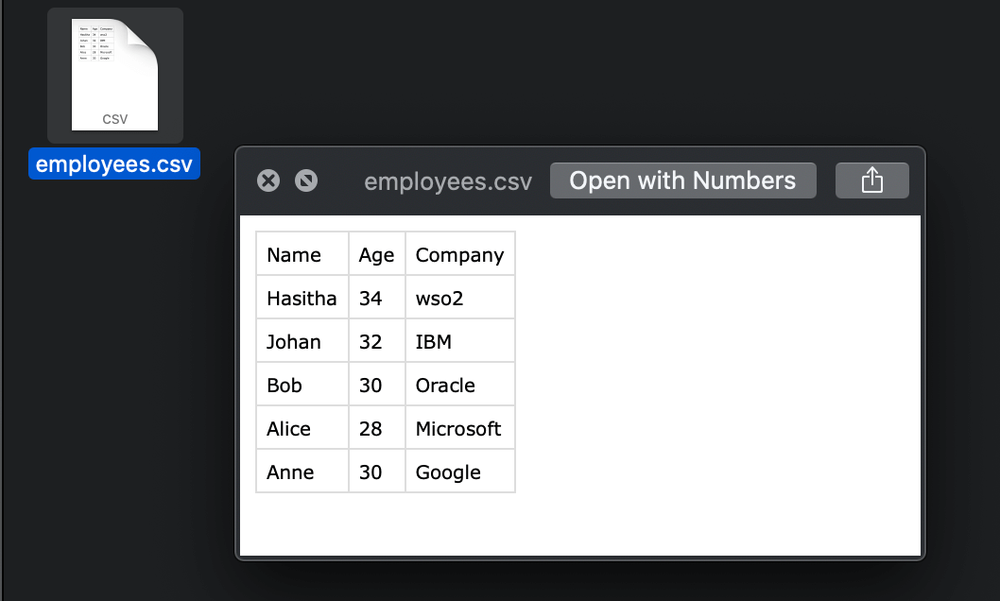 CSV
employees.csv
employees.csv Open with Numbers
Name Age Company
Hasitha 34 wso2
Johan 32 IBM
Bob 30 Oracle
Alice 28 Microsoft
Anne 30 Google